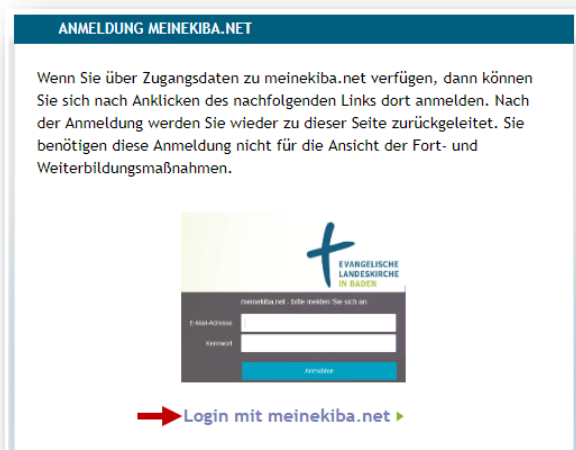 ANMELDUNG MEINEKIBA.NET
Wenn Sie über Zugangsdaten zu meinekiba.net verfügen, dann können
Sie sich nach Anklicken des nachfolgenden Links dort anmelden. Nach
der Anmeldung werden Sie wieder zu dieser Seite zurückgeleitet. Sie
benötigen diese Anmeldung nicht für die Ansicht der Fort- und
Weiterbildungsmaßnahmen.
EVANGELISCHE
LANDESKIRCHE
IN BADEN
meinekiba.net - bitte melden Sie sich an:
E-Mail-Adresse
Kennwort
Anmelden
Login mit meinekiba.net